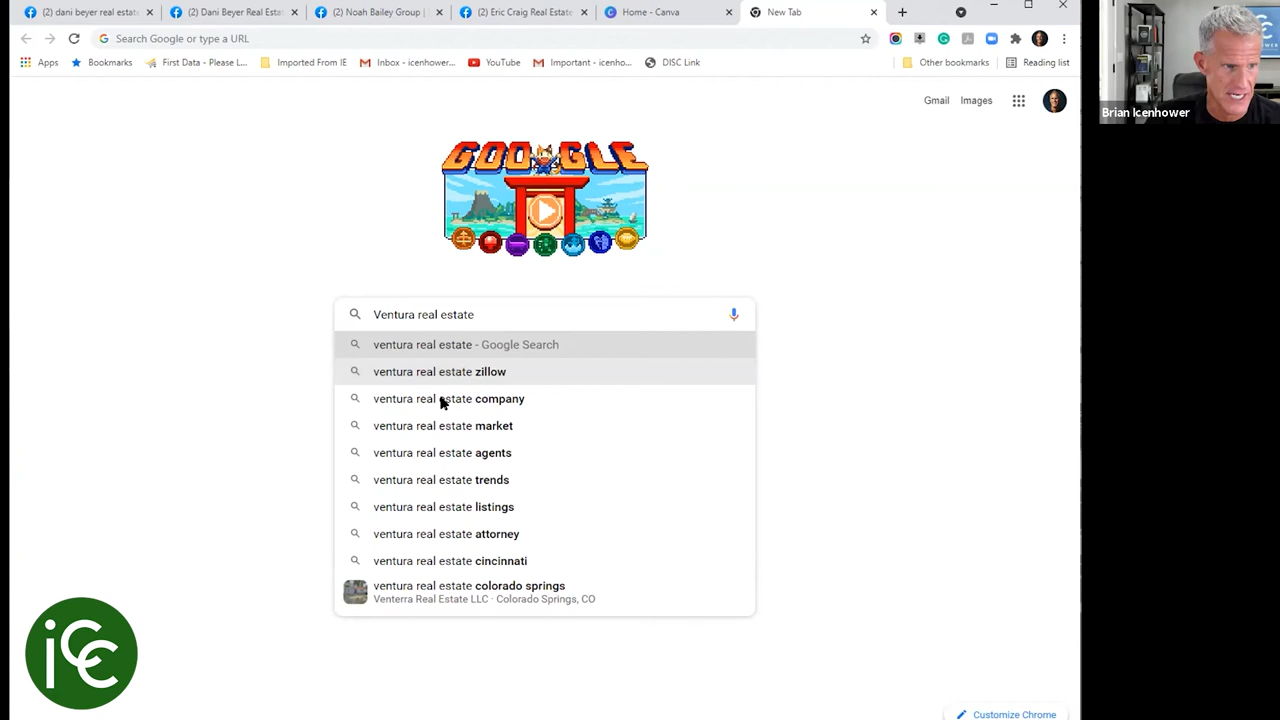 (2) dani beyer real estate
(2) Dani Beyer Real Estat
(2) Noah Bailey Group |
(2) Eric Craig Real Estate
Home - Canva
New Tab
Search Google or type a URL
Apps
Bookmarks
First Data - Please L...
Imported From IE
Inbox - icenhower...
YouTube
Important - icenho...
DISC Link
Other bookmarks
Reading list
Brian Icenhower
Gmail
Images
GOOGLE
Ventura real estate
ventura real estate - Google Search
ventura real estate zillow
ventura real estate company
ventura real estate market
ventura real estate agents
ventura real estate trends
ventura real estate listings
ventura real estate attorney
ventura real estate cincinnati
ventura real estate colorado springs
Venterra Real Estate LLC · Colorado Springs, CO
iCC
Customize Chrome